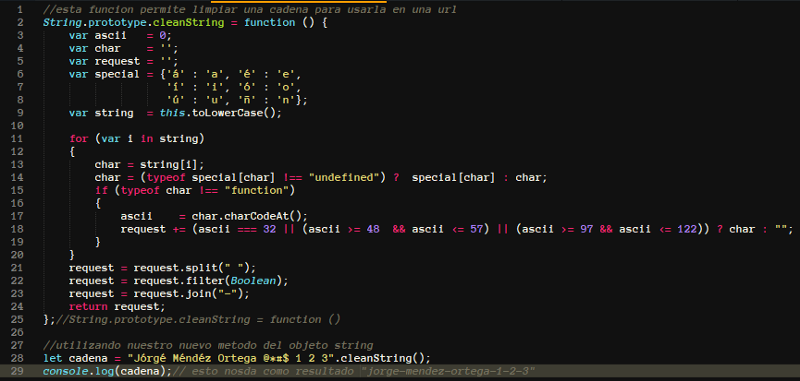 1 //esta funcion permite limpiar una cadena para usarla en una url
2 String.prototype.cleanString = function () {
3 var ascii   = 0;
4 var char    = '';
5 var request = '';
6 var special = {'á' : 'a', 'é' : 'e',
7 'í' : 'i', 'ó' : 'o',
8 'ú' : 'u', 'ñ' : 'n'};
9 var string  = this.toLowerCase();
10
11 for (var i in string)
12 {
13 char = string[i];
14 char = (typeof special[char] !== "undefined") ?  special[char] : char;
15 if (typeof char !== "function")
16 {
17 ascii    = char.charCodeAt();
18 request += (ascii === 32 || (ascii >= 48  && ascii <= 57) || (ascii >= 97 && ascii <= 122)) ? char : "";
19 }
20 }
21 request = request.split(" ");
22 request = request.filter(Boolean);
23 request = request.join("-");
24 return request;
25 };//String.prototype.cleanString = function ()
26
27 //utilizando nuestro nuevo metodo del objeto string
28 let cadena = "Jórgé Méndéz Ortega @*#$ 1 2 3".cleanString();
29 console.log(cadena);// esto nosda como resultado "jorge-mendez-ortega-1-2-3"